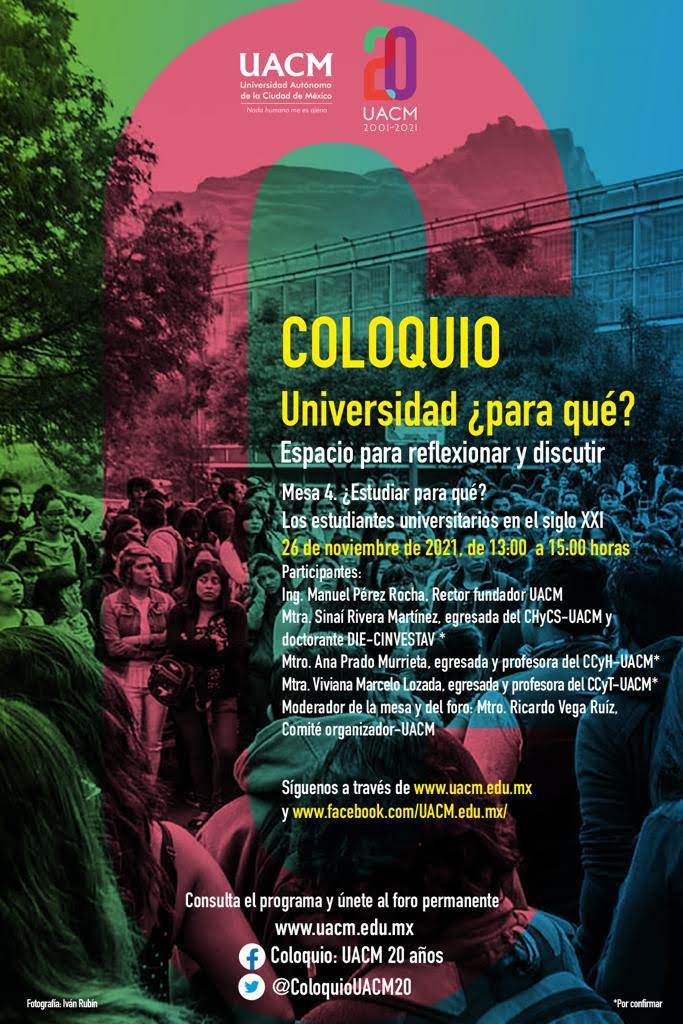 UACM
Universidad Autónoma
de la Ciudad de México
Nada humano me es ajeno
20
UACM
2001-2021
COLOQUIO
Universidad ¿para qué?
Espacio para reflexionar y discutir
Mesa 4. ¿Estudiar para qué?
Los estudiantes universitarios en el siglo XXI
26 de noviembre de 2021, de 13:00 a 15:00 horas
Participantes:
Ing. Manuel Pérez Rocha, Rector fundador UACM
Mtra. Sinaí Rivera Martínez, egresada del CHyCS-UACM y
doctorante DIE-CINVESTAV *
Mtro. Ana Prado Murrieta, egresada y profesora del CCyH-UACM*
Mtra. Viviana Marcelo Lozada, egresada y profesora del CCyT-UACM*
Moderador de la mesa y del foro: Mtro. Ricardo Vega Ruíz,
Comité organizador-UACM
Síguenos a través de www.uacm.edu.mx
y www.facebook.com/UACM.edu.mx/
Consulta el programa y únete al foro permanente
www.uacm.edu.mx
Coloquio: UACM 20 años
@ColoquioUACM20
Fotografía: Iván Rubín
*Por confirmar